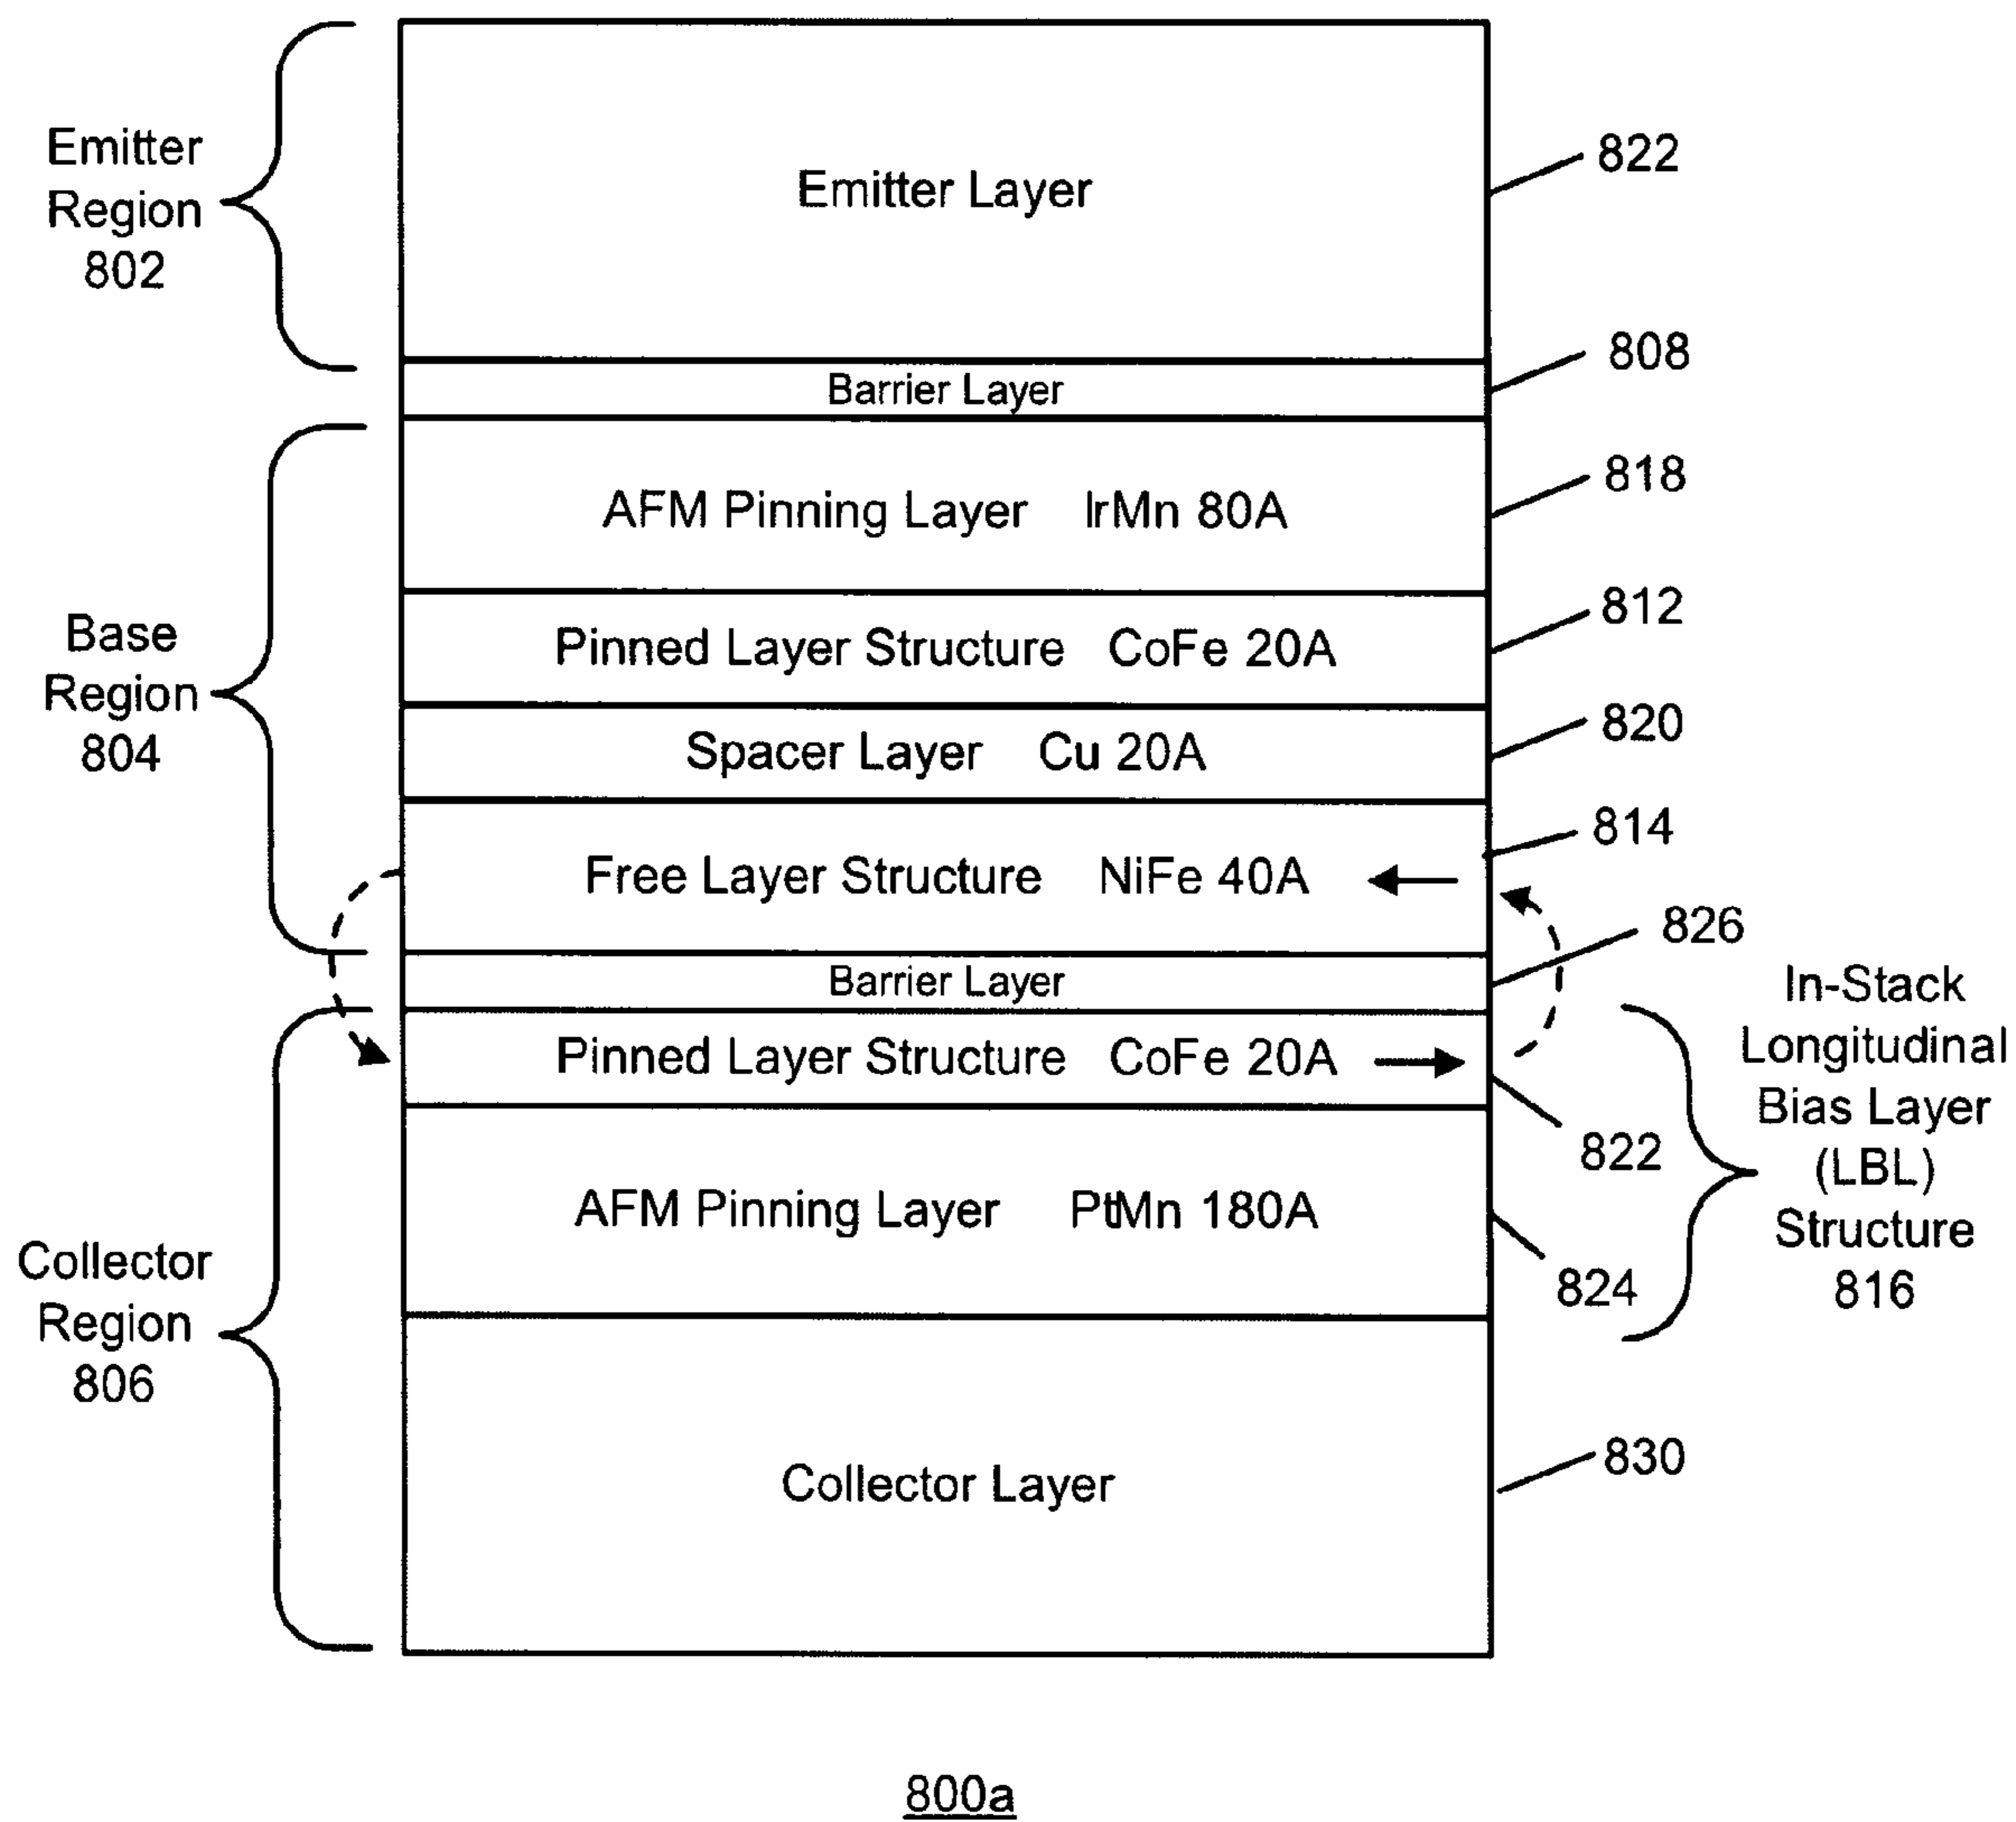 Emitter
Region
802
Emitter Layer
822
Barrier Layer
808
AFM Pinning Layer IrMn 80A
818
Base
Region
804
Pinned Layer Structure CoFe 20A
812
Spacer Layer Cu 20A
820
Free Layer Structure NiFe 40A
814
Barrier Layer
826
Collector
Region
806
Pinned Layer Structure CoFe 20A
822
AFM Pinning Layer PtMn 180A
824
In-Stack
Longitudinal
Bias Layer
(LBL)
Structure
816
Collector Layer
830
800a